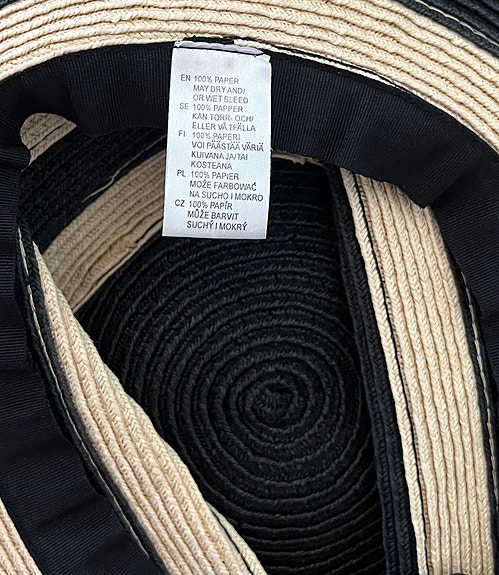 EN 100% PAPER
MAY DRY AND/
OR WET BLEED
SE 100% PAPPER
KAN TORR- OCH/
ELLER VÅTFÄLLA
FI 100% PAPERI
VOI PÄÄSTÄÄ VÄRIÄ
KUIVANA JA/TAI
KOSTEANA
PL 100% PAPIER
MOŻE FARBOWAĆ
NA SUCHO I MOKRO
CZ 100% PAPÍR
MŮŽE BARVIT
SUCHÝ I MOKRÝ